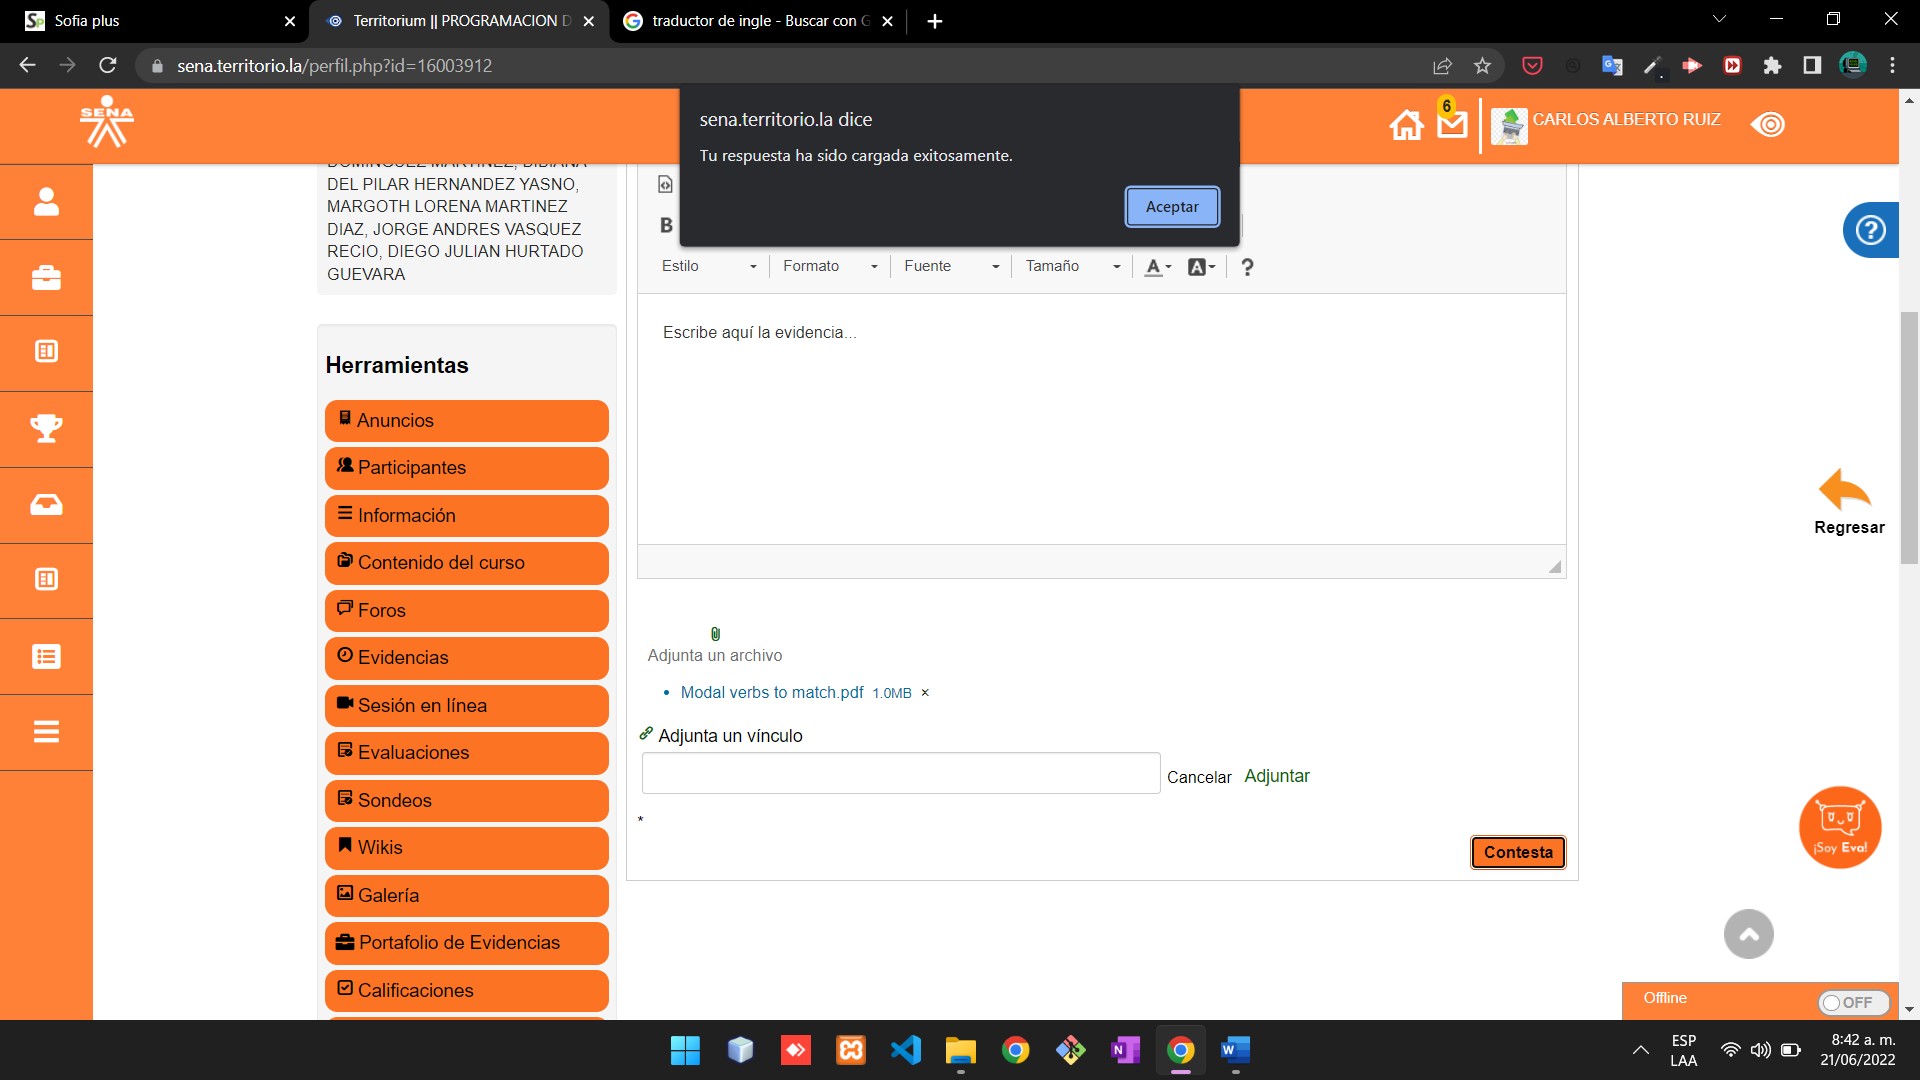 Sofia plus
Territorium || PROGRAMACION D
traductor de ingle - Buscar con G
sena.territorio.la/perfil.php?id=16003912
SENA
sena.territorio.la dice
Tu respuesta ha sido cargada exitosamente.
Aceptar
6
CARLOS ALBERTO RUIZ
DOMINGUEZ MARTINEZ, BIBIANA
DEL PILAR HERNANDEZ YASNO,
MARGOTH LORENA MARTINEZ
DIAZ, JORGE ANDRES VASQUEZ
RECIO, DIEGO JULIAN HURTADO
GUEVARA
B
Estilo Formato Fuente Tamaño A A ?
Escribe aquí la evidencia...
Herramientas
Anuncios
Participantes
Información
Contenido del curso
Foros
Evidencias
Sesión en línea
Evaluaciones
Sondeos
Wikis
Galería
Portafolio de Evidencias
Calificaciones
Adjunta un archivo
Modal verbs to match.pdf 1.0MB ×
Adjunta un vínculo
Cancelar Adjuntar
*
Contesta
?
Regresar
¡Soy Eva!
Offline OFF
ESP
LAA
8:42 a. m.
21/06/2022